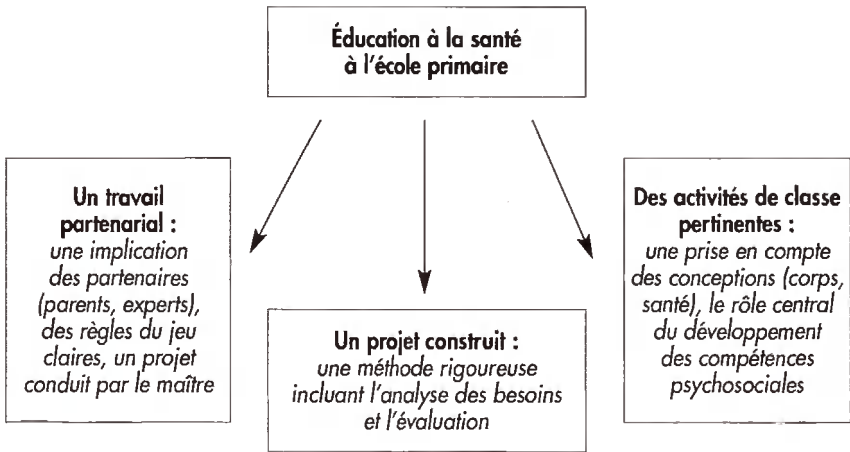 Éducation à la santé
à l'école primaire
Un travail
partenarial :
une implication
des partenaires
(parents, experts),
des règles du jeu
claires, un projet
conduit par le maître
Un projet construit :
une méthode rigoureuse
incluant l'analyse des besoins
et l'évaluation
Des activités de classe
pertinentes :
une prise en compte
des conceptions (corps,
santé), le rôle central
du développement
des compétences
psychosociales